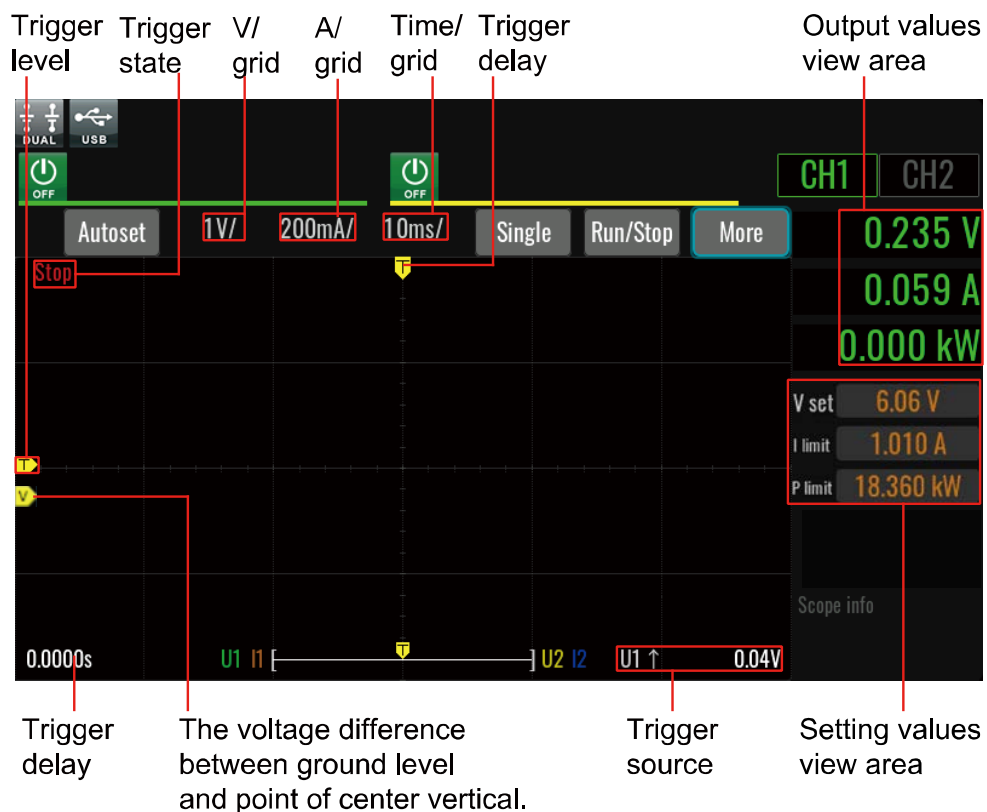 Trigger level
Trigger state
V/ grid
A/ grid
Time/ grid
Trigger delay
Output values view area
DUAL
USB
OFF
OFF
CH1
CH2
Autoset
1V/
200mA/
10ms/
Single
Run/Stop
More
0.235 V
Stop
T
0.059 A
0.000 kW
V set 6.06 V
I limit 1.010 A
P limit 18.360 kW
T
V
Scope info
0.0000s
U1 I1 [
T
] U2 I2
U1 ↑ 0.04V
Trigger delay
The voltage difference
between ground level
and point of center vertical.
Trigger source
Setting values view area